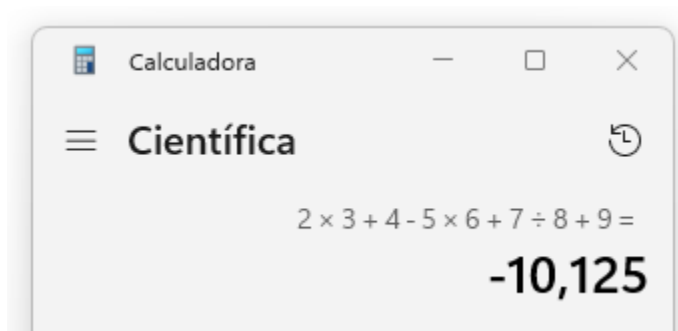 Calculadora
Científica
2 × 3 + 4 - 5 × 6 + 7 ÷ 8 + 9 =
-10,125